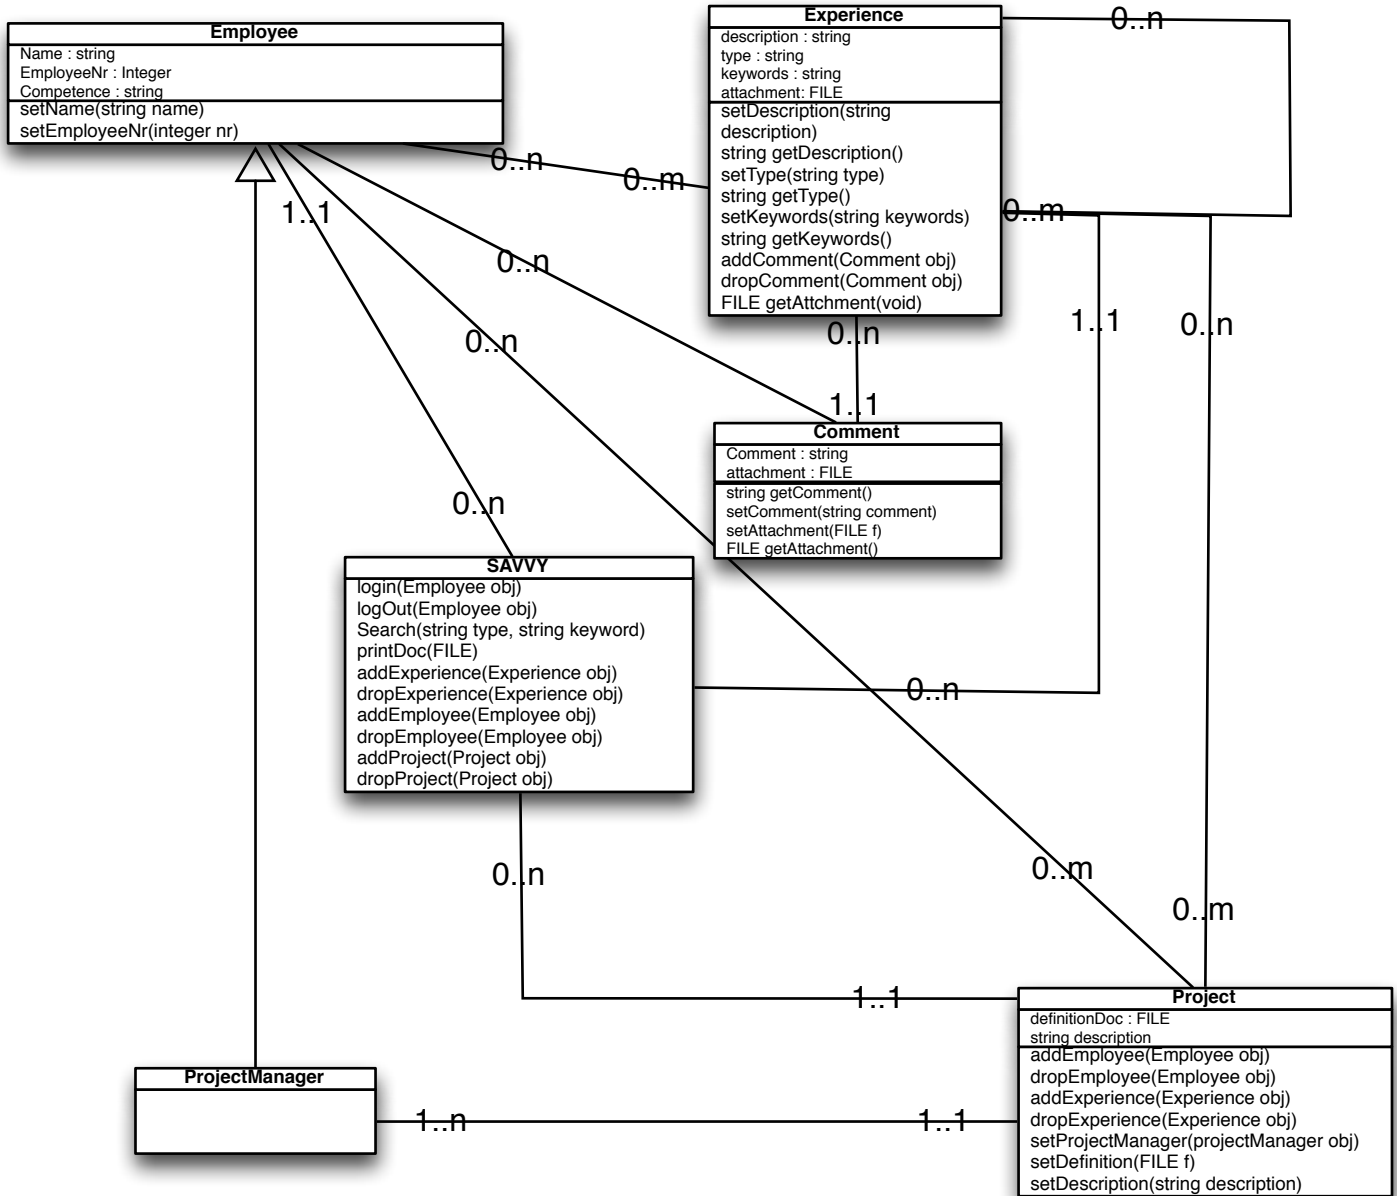 Employee
Name : string
EmployeeNr : Integer
Competence : string
setName(string name)
setEmployeeNr(integer nr)
Experience
description : string
type : string
keywords : string
attachment: FILE
setDescription(string
description)
string getDescription()
setType(string type)
string getType()
setKeywords(string keywords)
string getKeywords()
addComment(Comment obj)
dropComment(Comment obj)
FILE getAttchment(void)
0..n
0..n
0..m
1..1
0..m
0..n
0..n
1..1
0..n
0..n
1..1
Comment
Comment : string
attachment : FILE
string getComment()
setComment(string comment)
setAttachment(FILE f)
FILE getAttachment()
0..n
SAVVY
login(Employee obj)
logOut(Employee obj)
Search(string type, string keyword)
printDoc(FILE)
addExperience(Experience obj)
dropExperience(Experience obj)
addEmployee(Employee obj)
dropEmployee(Employee obj)
addProject(Project obj)
dropProject(Project obj)
0..n
0..n
0..m
0..m
1..1
Project
definitionDoc : FILE
string description
addEmployee(Employee obj)
dropEmployee(Employee obj)
addExperience(Experience obj)
dropExperience(Experience obj)
setProjectManager(projectManager obj)
setDefinition(FILE f)
setDescription(string description)
ProjectManager
1..n
1..1